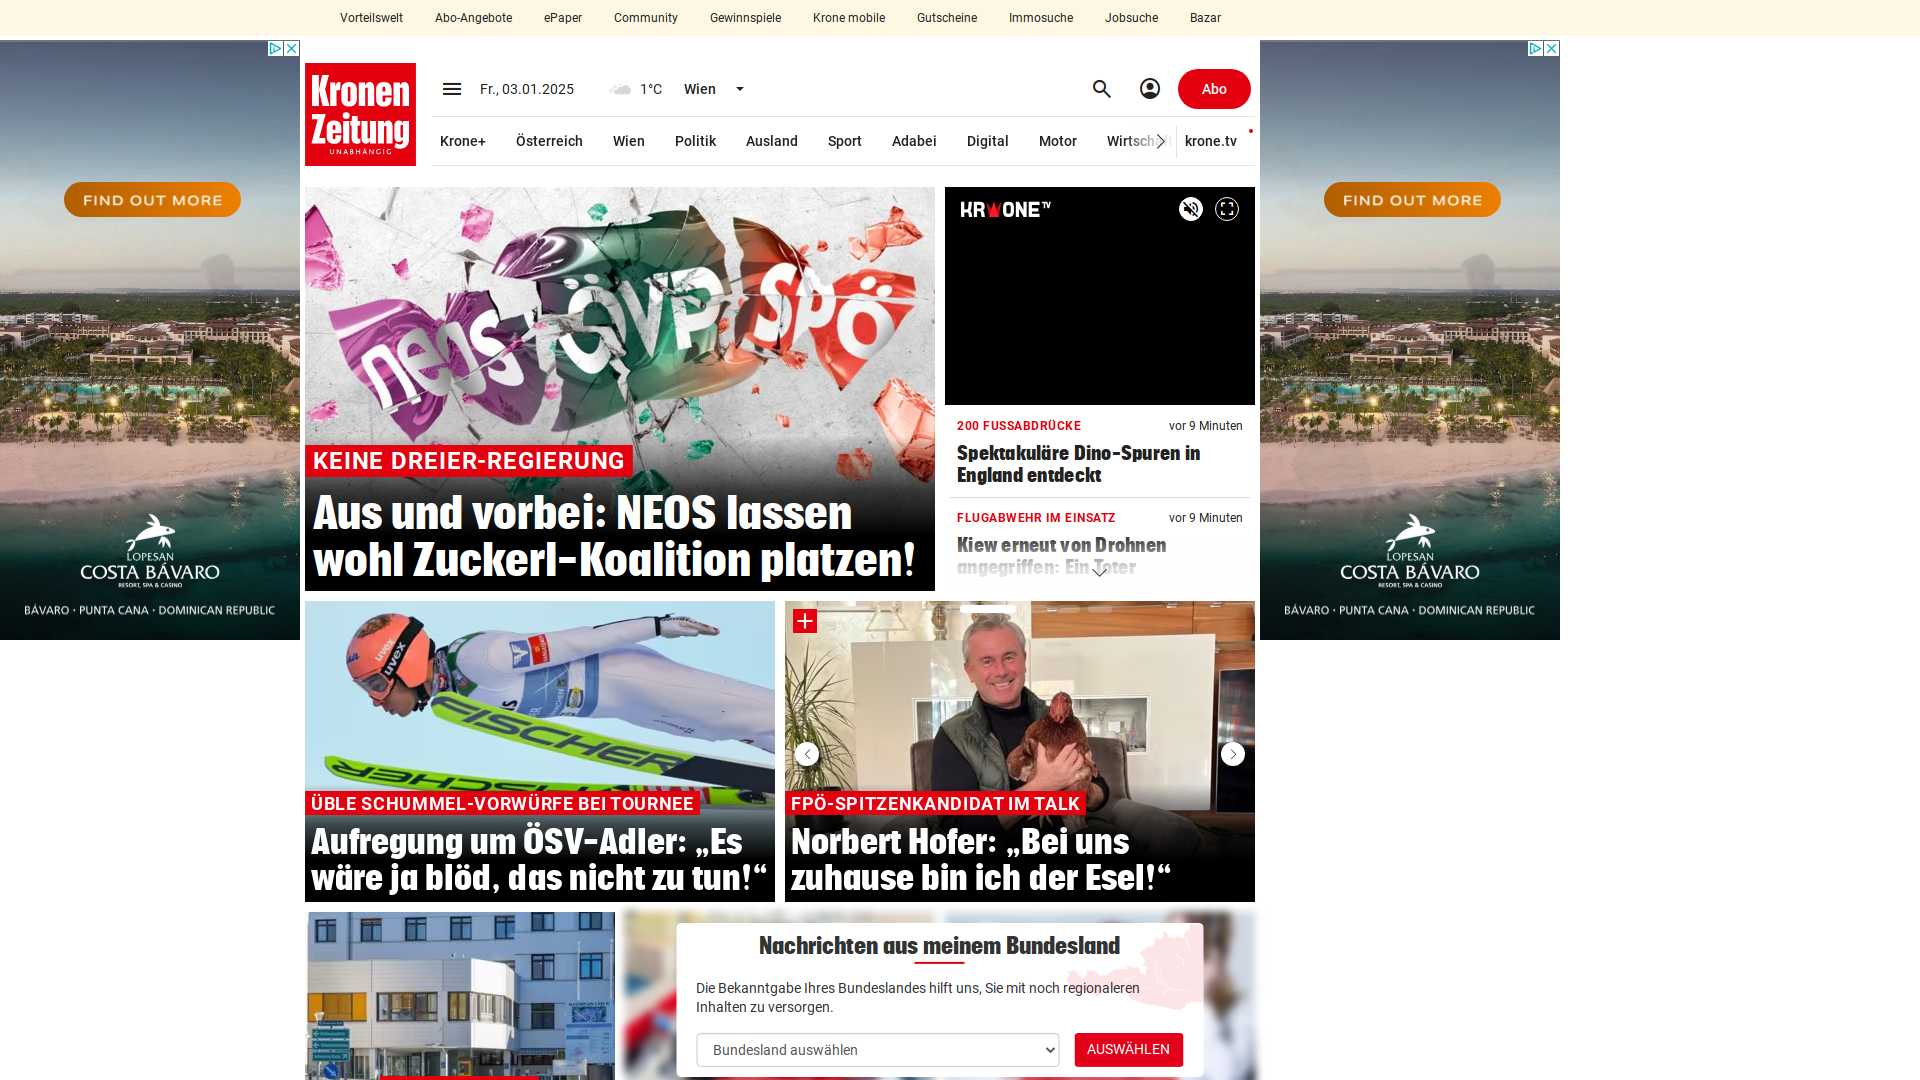 Vorteilswelt
Abo-Angebote
ePaper
Community
Gewinnspiele
Krone mobile
Gutscheine
Immosuche
Jobsuche
Bazar
Kronen
Zeitung
UNABHÄNGIG
Fr., 03.01.2025
1°C
Wien
Abo
Krone+
Österreich
Wien
Politik
Ausland
Sport
Adabei
Digital
Motor
Wirtschaft
krone.tv
FIND OUT MORE
LOPESAN
COSTA BÁVARO
RESORT, SPA & CASINO
BÁVARO · PUNTA CANA · DOMINICAN REPUBLIC
neos ÖVP SPÖ
KEINE DREIER-REGIERUNG
Aus und vorbei: NEOS lassen
wohl Zuckerl-Koalition platzen!
KRONE TV
200 FUSSABDRÜCKE
vor 9 Minuten
Spektakuläre Dino-Spuren in
England entdeckt
FLUGABWEHR IM EINSATZ
vor 9 Minuten
Kiew erneut von Drohnen
angegriffen: Ein Toter
FIND OUT MORE
LOPESAN
COSTA BÁVARO
RESORT, SPA & CASINO
BÁVARO · PUNTA CANA · DOMINICAN REPUBLIC
uvex
uvex
FISCHER
FISCHER
ÜBLE SCHUMMEL-VORWÜRFE BEI TOURNEE
Aufregung um ÖSV-Adler: „Es
wäre ja blöd, das nicht zu tun!“
FPÖ-SPITZENKANDIDAT IM TALK
Norbert Hofer: „Bei uns
zuhause bin ich der Esel!“
Nachrichten aus meinem Bundesland
Die Bekanntgabe Ihres Bundeslandes hilft uns, Sie mit noch regionaleren
Inhalten zu versorgen.
Bundesland auswählen
AUSWÄHLEN